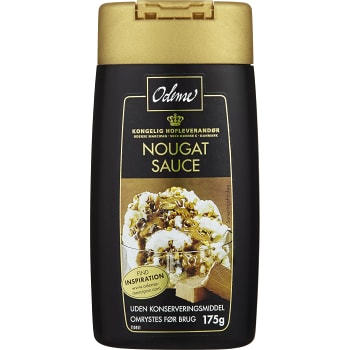 Odense
KONGELIG HOFLEVERANDØR
NOUGAT
SAUCE
FIND
INSPIRATION
UDEN KONSERVERINGSMIDDEL
OMRYSTES FØR BRUG 175g